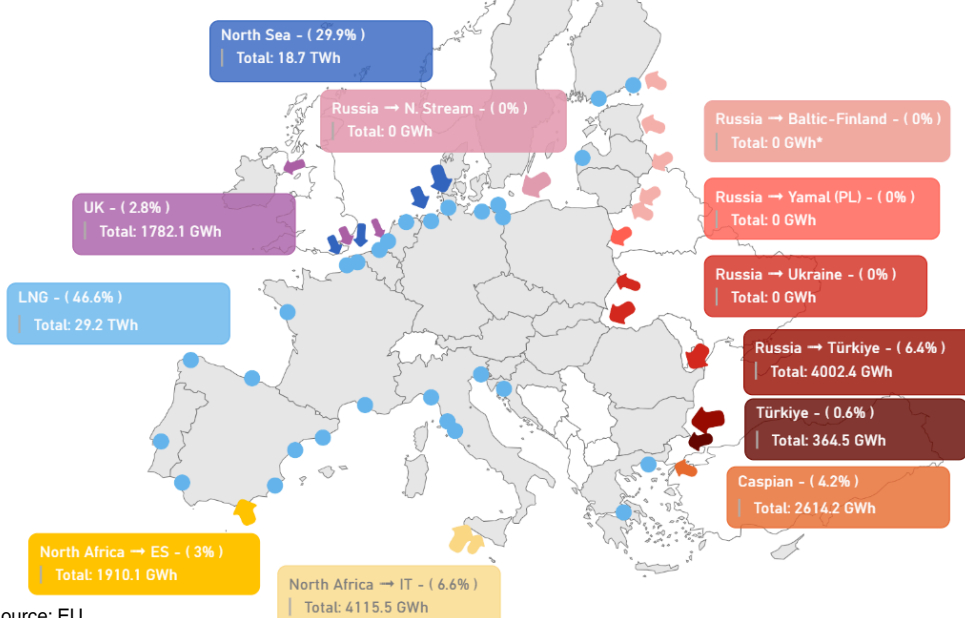 North Sea - ( 29.9% )
Total: 18.7 TWh
Russia → N. Stream - ( 0% )
Total: 0 GWh
Russia → Baltic-Finland - ( 0% )
Total: 0 GWh*
UK - ( 2.8% )
Total: 1782.1 GWh
Russia → Yamal (PL) - ( 0% )
Total: 0 GWh
Russia → Ukraine - ( 0% )
Total: 0 GWh
LNG - ( 46.6% )
Total: 29.2 TWh
Russia → Türkiye - ( 6.4% )
Total: 4002.4 GWh
Türkiye - ( 0.6% )
Total: 364.5 GWh
Caspian - ( 4.2% )
Total: 2614.2 GWh
North Africa → ES - ( 3% )
Total: 1910.1 GWh
North Africa → IT - ( 6.6% )
Total: 4115.5 GWh
ource: EU